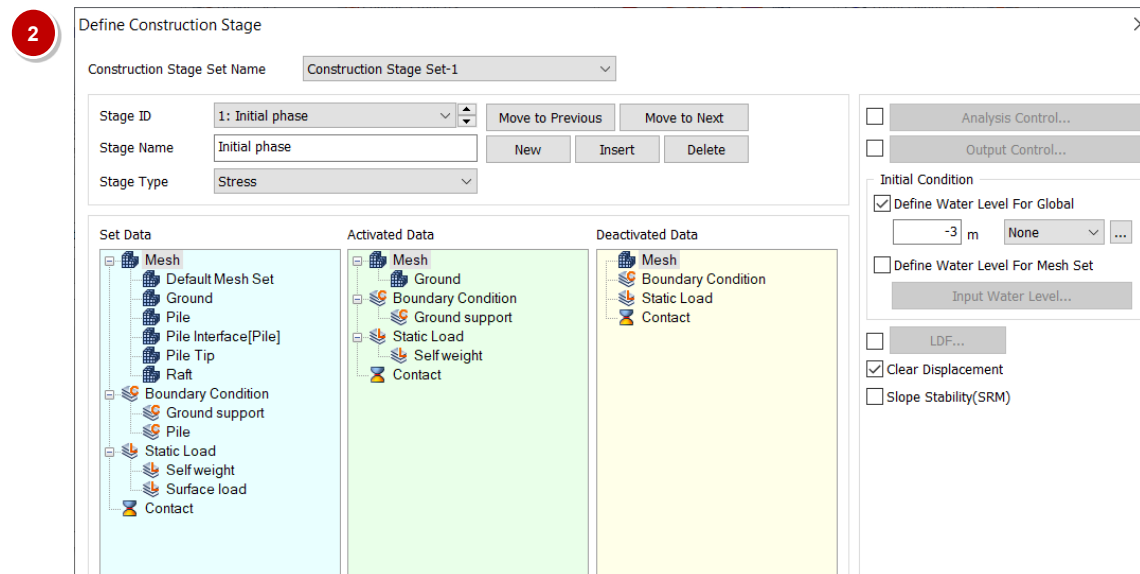 2
Define Construction Stage
Construction Stage Set Name Construction Stage Set-1
Stage ID 1: Initial phase Move to Previous Move to Next
Stage Name Initial phase New Insert Delete
Stage Type Stress
Set Data
Mesh
Default Mesh Set
Ground
Pile
Pile Interface[Pile]
Pile Tip
Raft
Boundary Condition
Ground support
Pile
Static Load
Self weight
Surface load
Contact
Activated Data
Mesh
Ground
Boundary Condition
Ground support
Static Load
Self weight
Contact
Deactivated Data
Mesh
Boundary Condition
Static Load
Contact
Analysis Control...
Output Control...
Initial Condition
Define Water Level For Global
-3 m None ...
Define Water Level For Mesh Set
Input Water Level...
LDF...
Clear Displacement
Slope Stability(SRM)